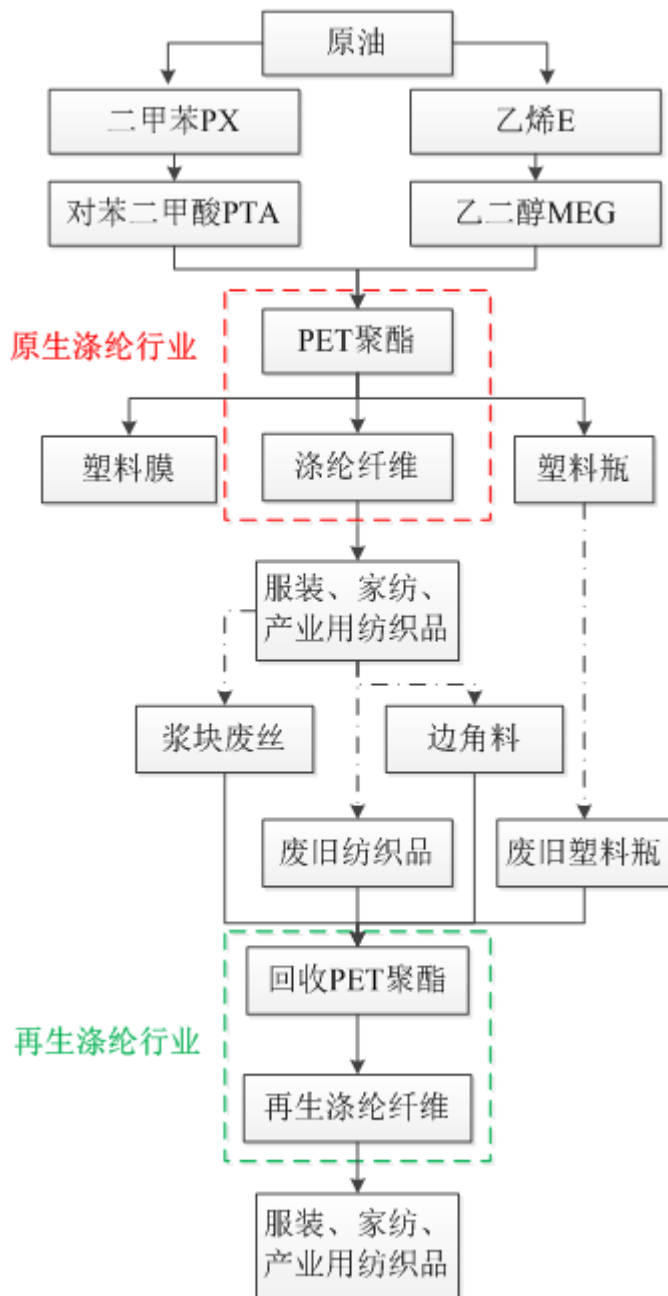 原油
二甲苯PX
乙烯E
对苯二甲酸PTA
乙二醇MEG
原生涤纶行业
PET聚酯
塑料膜
涤纶纤维
塑料瓶
服装、家纺、
产业用纺织品
浆块废丝
边角料
废旧纺织品
废旧塑料瓶
回收PET聚酯
再生涤纶行业
再生涤纶纤维
服装、家纺、
产业用纺织品